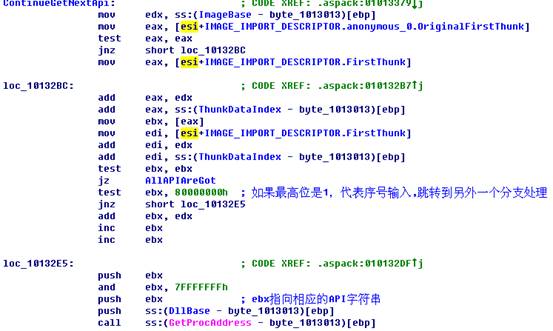 ContinueGetNextApi: ; CODE XREF: .aspack:01013379↓j
mov edx, ss:(ImageBase - byte_1013013)[ebp]
mov eax, [esi+IMAGE_IMPORT_DESCRIPTOR.anonymous_0.OriginalFirstThunk]
test eax, eax
jnz short loc_10132BC
mov eax, [esi+IMAGE_IMPORT_DESCRIPTOR.FirstThunk]
loc_10132BC: ; CODE XREF: .aspack:010132B7↑j
add eax, edx
add eax, ss:(ThunkDataIndex - byte_1013013)[ebp]
mov ebx, [eax]
mov edi, [esi+IMAGE_IMPORT_DESCRIPTOR.FirstThunk]
add edi, edx
add edi, ss:(ThunkDataIndex - byte_1013013)[ebp]
test ebx, ebx
jz AllAPIAreGot
test ebx, 80000000h ; 如果最高位是1，代表序号输入,跳转到另外一个分支处理
jnz short loc_10132E5
add ebx, edx
inc ebx
inc ebx
loc_10132E5: ; CODE XREF: .aspack:010132DF↑j
push ebx
and ebx, 7FFFFFFFh
push ebx ; ebx指向相应的API字符串
push ss:(DllBase - byte_1013013)[ebp]
call ss:(GetProcAddress - byte_1013013)[ebp]